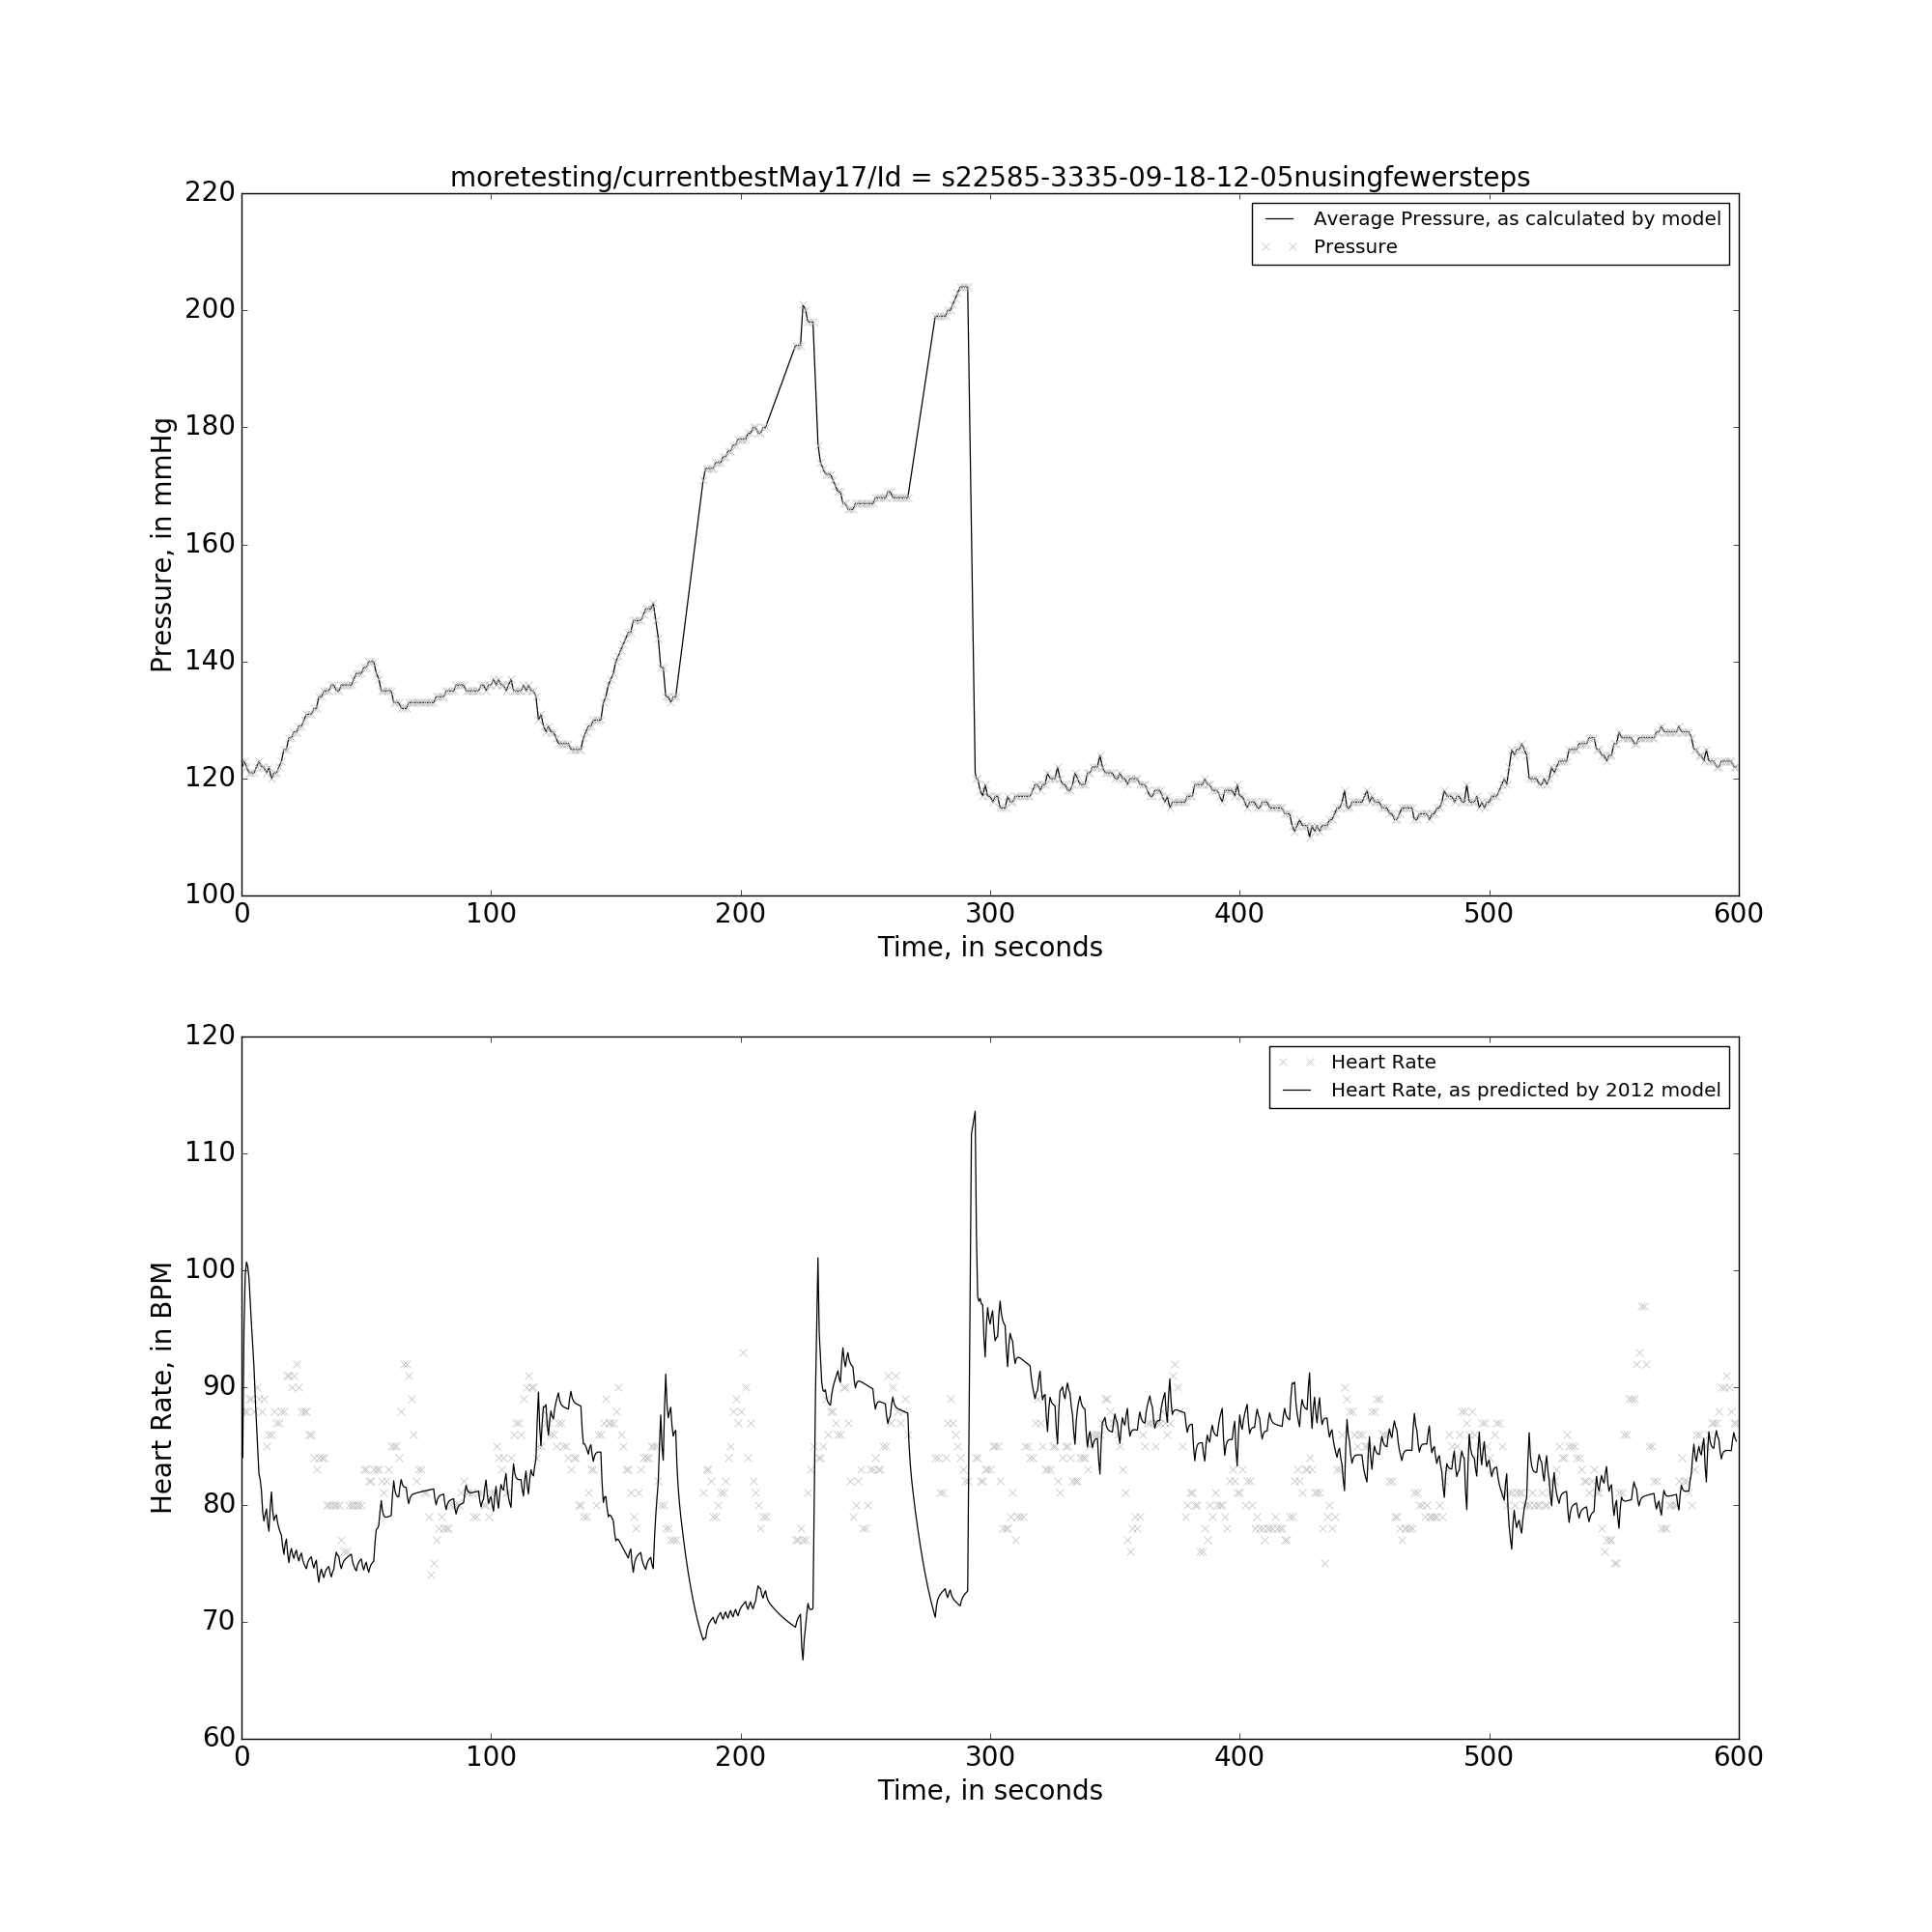 moretesting/currentbestMay17/Id = s22585-3335-09-18-12-05nusingfewersteps
220
200
180
160
140
120
100
Pressure, in mmHg
Average Pressure, as calculated by model
Pressure
0 100 200 300 400 500 600
Time, in seconds
120
110
100
90
80
70
60
Heart Rate, in BPM
Heart Rate
Heart Rate, as predicted by 2012 model
0 100 200 300 400 500 600
Time, in seconds